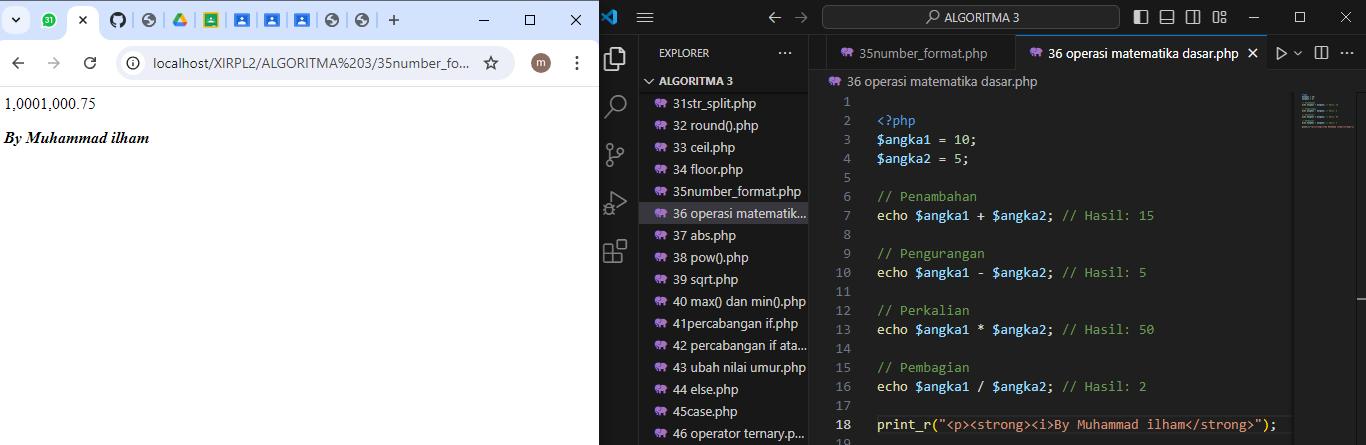 localhost/XIRPL2/ALGORITMA%203/35number_fo...
m
1,0001,000.75
By Muhammad ilham
ALGORITMA 3
EXPLORER
ALGORITMA 3
31str_split.php
32 round().php
33 ceil.php
34 floor.php
35number_format.php
36 operasi matematik...
37 abs.php
38 pow().php
39 sqrt.php
40 max() dan min().php
41percabangan if.php
42 percabangan if ata...
43 ubah nilai umur.php
44 else.php
45case.php
46 operator ternary.p...
35number_format.php
36 operasi matematika dasar.php
36 operasi matematika dasar.php
1
2 <?php
3 $angka1 = 10;
4 $angka2 = 5;
5
6 // Penambahan
7 echo $angka1 + $angka2; // Hasil: 15
8
9 // Pengurangan
10 echo $angka1 - $angka2; // Hasil: 5
11
12 // Perkalian
13 echo $angka1 * $angka2; // Hasil: 50
14
15 // Pembagian
16 echo $angka1 / $angka2; // Hasil: 2
17
18 print_r("<p><strong><i>By Muhammad ilham</strong>");
19